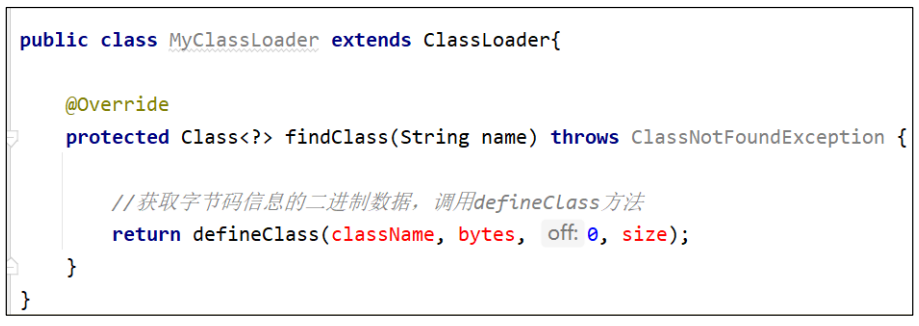 public class MyClassLoader extends ClassLoader{
@Override
protected Class<?> findClass(String name) throws ClassNotFoundException {
//获取字节码信息的二进制数据，调用defineClass方法
return defineClass(className, bytes, off: 0, size);
}
}